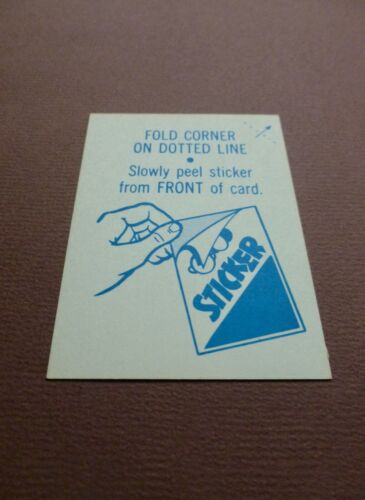 FOLD CORNER
ON DOTTED LINE
•
Slowly peel sticker
from FRONT of card.
STICKER